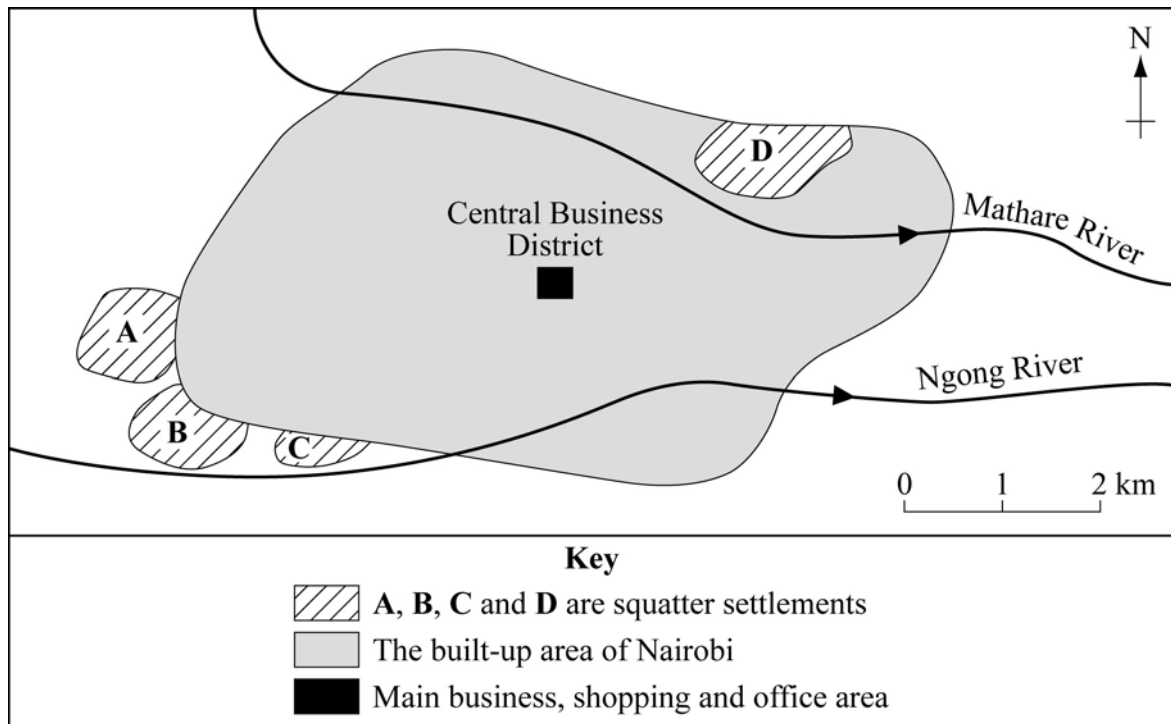 N
D
Central Business
District
Mathare River
A
Ngong River
B
C
0 1 2 km
Key
A, B, C and D are squatter settlements
The built-up area of Nairobi
Main business, shopping and office area